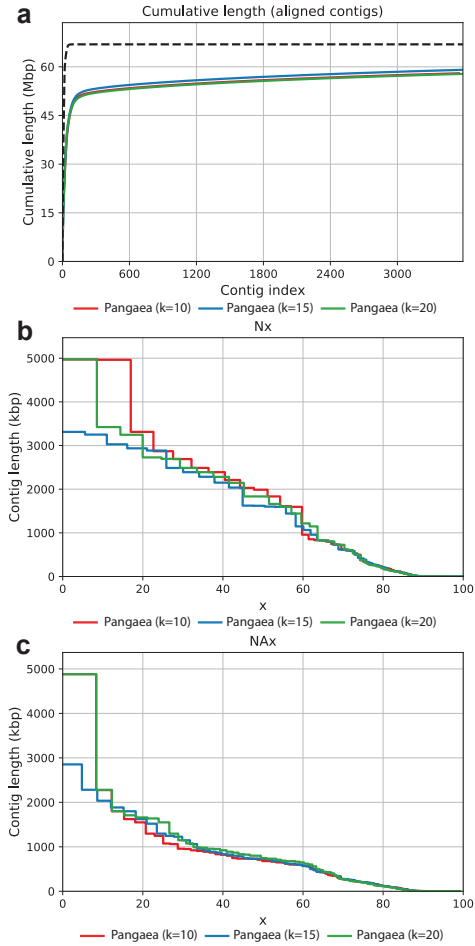 a
Cumulative length (aligned contigs)
Cumulative length (Mbp)
60
45
30
15
0
0 600 1200 1800 2400 3000
Contig index
Pangaea (k=10) Pangaea (k=15) Pangaea (k=20)
b
Nx
Contig length (kbp)
5000
4000
3000
2000
1000
0
0 20 40 60 80 100
x
Pangaea (k=10) Pangaea (k=15) Pangaea (k=20)
c
NAx
Contig length (kbp)
5000
4000
3000
2000
1000
0
0 20 40 60 80 100
x
Pangaea (k=10) Pangaea (k=15) Pangaea (k=20)